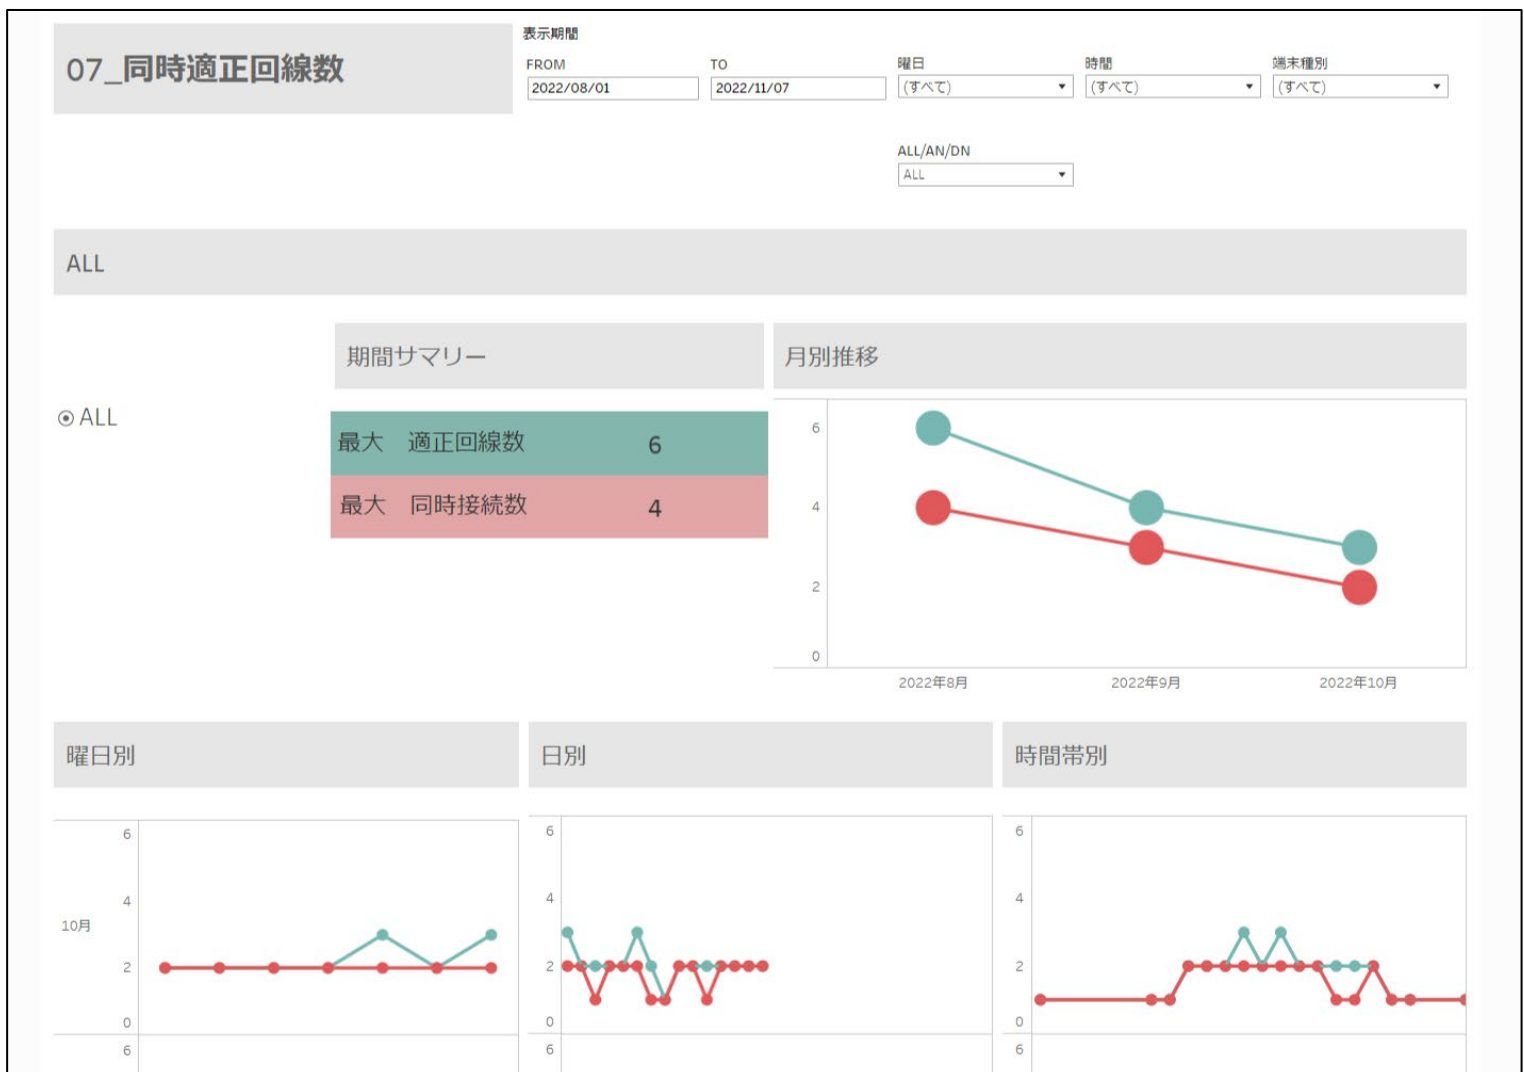 07_同時適正回線数
表示期間
FROM
TO
曜日
時間
端末種別
2022/08/01
2022/11/07
(すべて)
(すべて)
(すべて)
ALL/AN/DN
ALL
ALL
期間サマリー
月別推移
ALL
最大 適正回線数 6
最大 同時接続数 4
6
4
2
0
2022年8月
2022年9月
2022年10月
曜日別
日別
時間帯別
10月
6
4
2
0
6
6
4
2
0
6
6
4
2
0
6